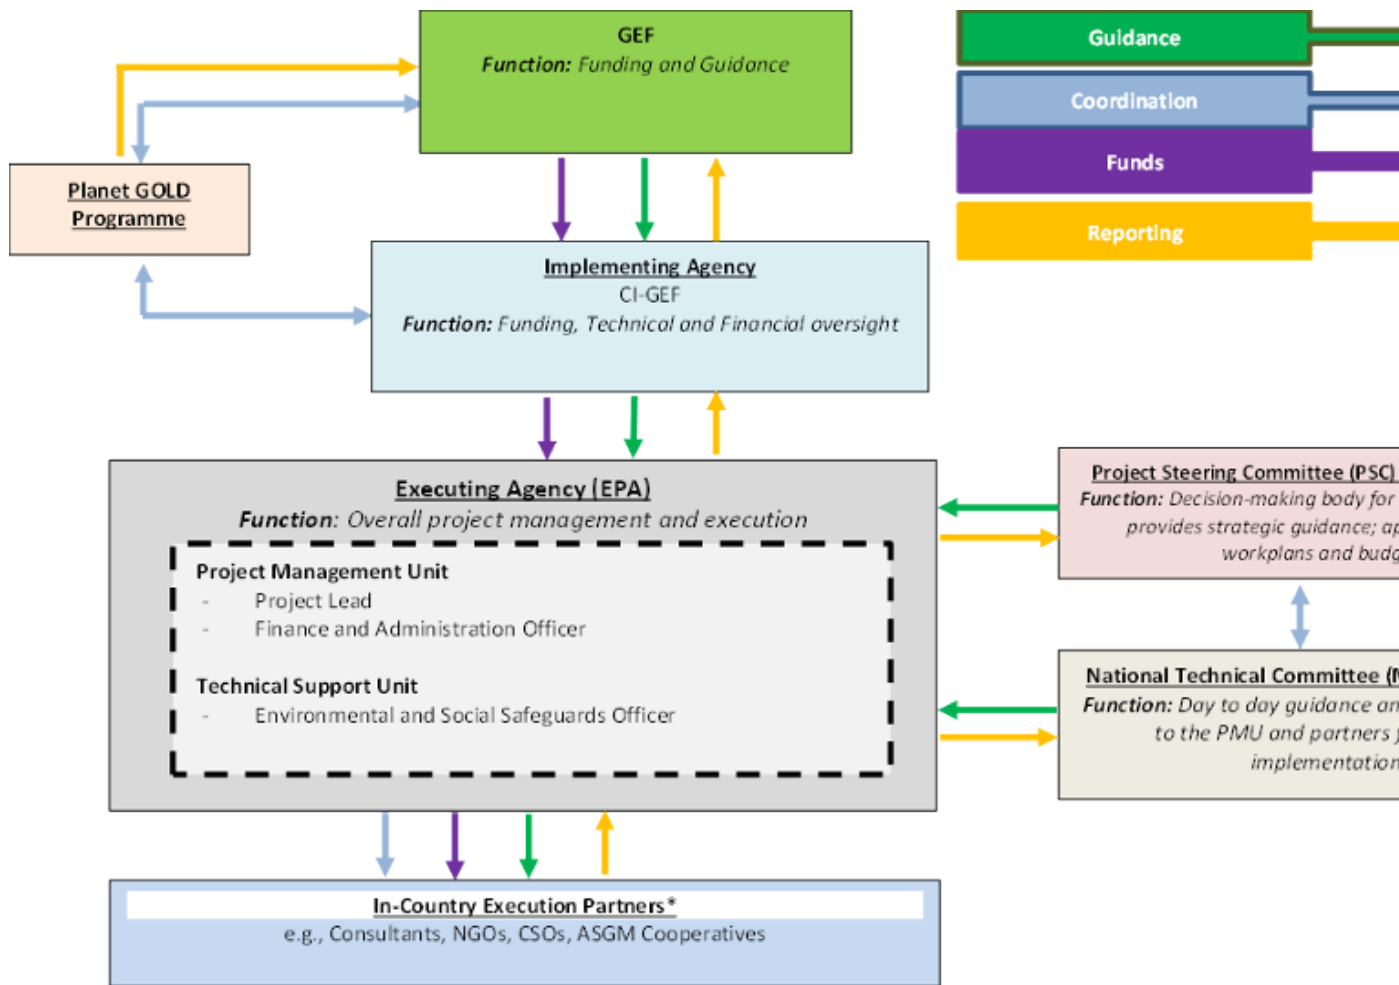 GEF
Function: Funding and Guidance
Guidance
Coordination
Funds
Reporting
Planet GOLD
Programme
Implementing Agency
CI-GEF
Function: Funding, Technical and Financial oversight
Executing Agency (EPA)
Function: Overall project management and execution
Project Management Unit
- Project Lead
- Finance and Administration Officer
Technical Support Unit
- Environmental and Social Safeguards Officer
Project Steering Committee (PSC)
Function: Decision-making body for
provides strategic guidance;
workplans and
National Technical Committee
Function: Day to day guidance
to the PMU and partners
implementation
In-Country Execution Partners*
e.g., Consultants, NGOs, CSOs, ASGM Cooperatives